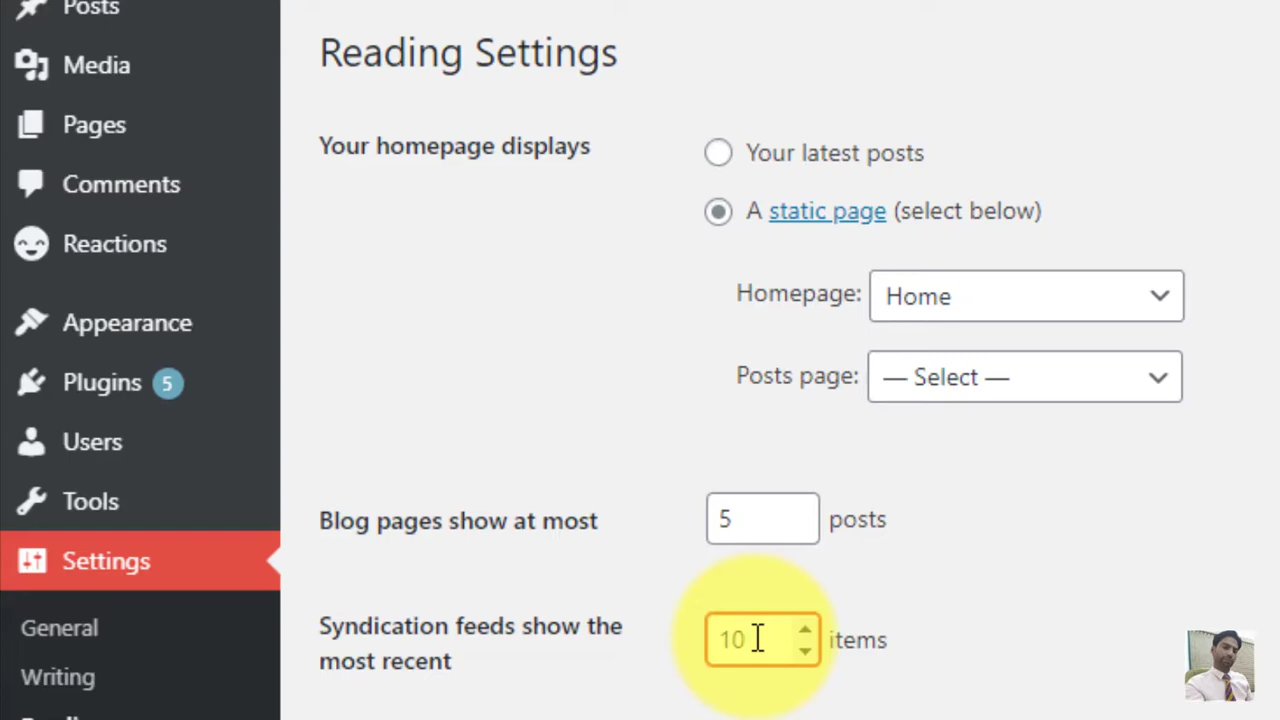 Posts
Media
Pages
Comments
Reactions
Appearance
Plugins 5
Users
Tools
Settings
General
Writing
Reading Settings
Your homepage displays
Your latest posts
A static page (select below)
Homepage: Home
Posts page: — Select —
Blog pages show at most 5 posts
Syndication feeds show the
most recent
10 items